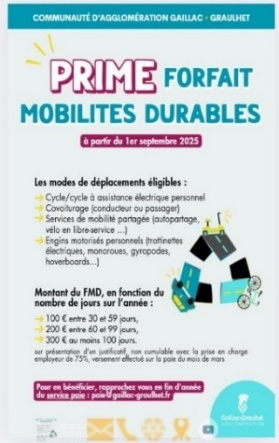 COMMUNAUTÉ D'AGGLOMÉRATION GAILLAC • GRAULHET
PRIME FORFAIT
MOBILITES DURABLES
à partir du 1er septembre 2025
Les modes de déplacements éligibles :
→ Cycle/cycle à assistance électrique personnel
→ Covoiturage (conducteur ou passager)
→ Services de mobilité partagée (autopartage,
vélo en libre-service ...)
→ Engins motorisés personnels (trottinettes
électriques, monoroues, gyropodes,
hoverboards...)
Montant du FMD, en fonction du
nombre de jours sur l'année :
→ 100 € entre 30 et 59 jours,
→ 200 € entre 60 et 99 jours,
→ 300 € au moins 100 jours.
sur présentation d'un justificatif, non cumulable avec la prise en charge
employeur de 75%, versement effectué sur la paie du mois de mars
Pour en bénéficier, rapprochez vous en fin d'année
du service paie : paie@gaillac-graulhet.fr
Gaillac-Graulhet
AGGLOMÉRATION